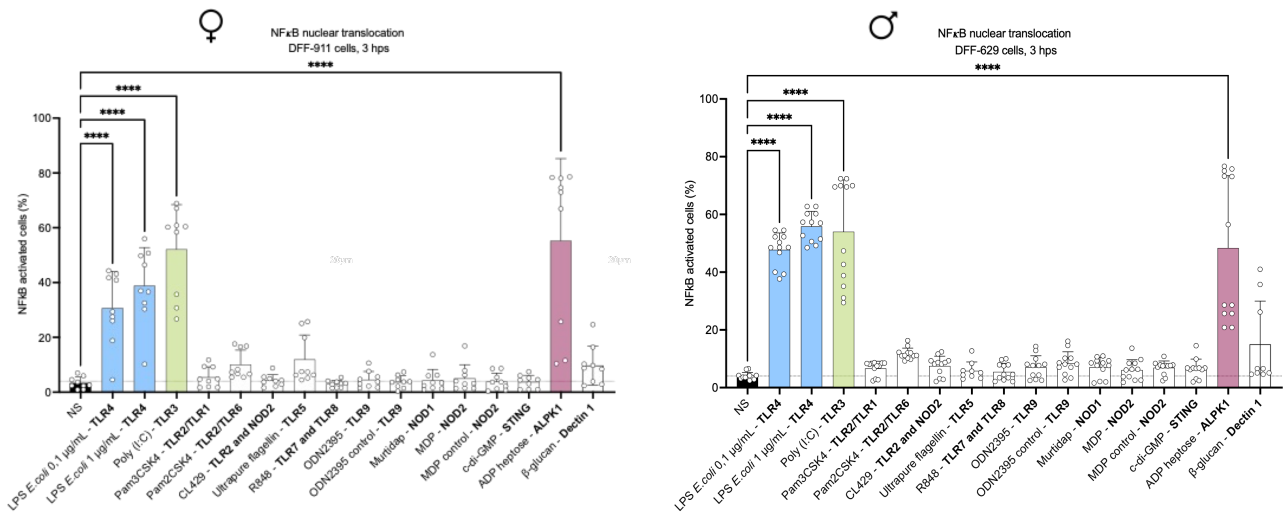 ♀
NFκB nuclear translocation
DFF-911 cells, 3 hps
****
****
****
****
NFkB activated cells (%)
100
80
60
40
20
0
NS
LPS E.coli 0,1 µg/mL - TLR4
LPS E.coli 1 µg/mL - TLR4
Poly (I:C) - TLR3
Pam3CSK4 - TLR2/TLR1
Pam2CSK4 - TLR2/TLR6
CL429 - TLR2 and NOD2
Ultrapure flagellin - TLR5
R848 - TLR7 and TLR8
ODN2395 - TLR9
ODN2395 control - TLR9
Murtidap - NOD1
MDP - NOD2
MDP control - NOD2
c-di-GMP - STING
ADP heptose - ALPK1
β-glucan - Dectin 1
♂
NFκB nuclear translocation
DFF-629 cells, 3 hps
****
****
****
****
NFkB activated cells (%)
100
80
60
40
20
0
NS
LPS E.coli 0,1 µg/mL - TLR4
LPS E.coli 1 µg/mL - TLR4
Poly (I:C) - TLR3
Pam3CSK4 - TLR2/TLR1
Pam2CSK4 - TLR2/TLR6
CL429 - TLR2 and NOD2
Ultrapure flagellin - TLR5
R848 - TLR7 and TLR8
ODN2395 - TLR9
ODN2395 control - TLR9
Murtidap - NOD1
MDP - NOD2
MDP control - NOD2
c-di-GMP - STING
ADP heptose - ALPK1
β-glucan - Dectin 1